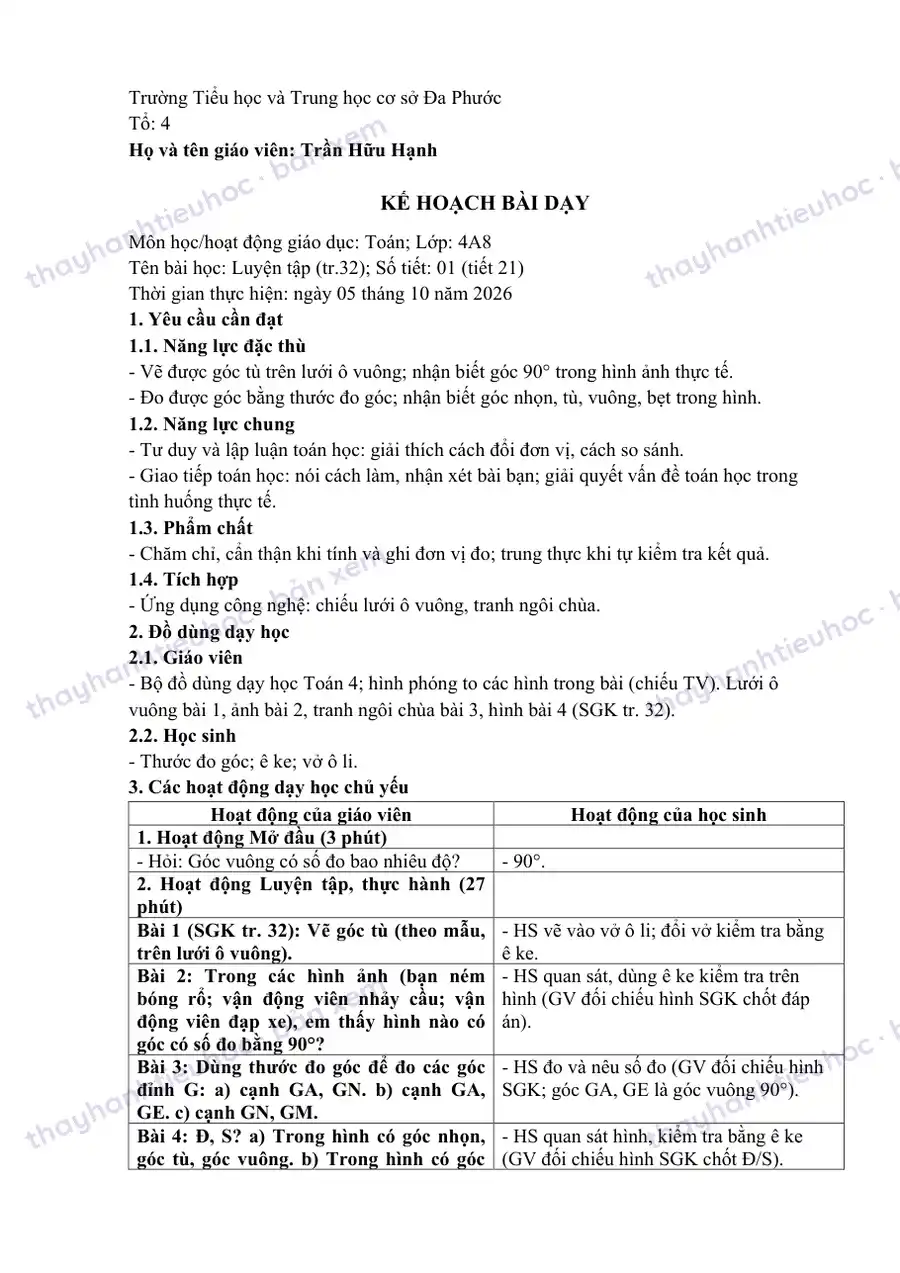 Trường Tiểu học và Trung học cơ sở Đa Phước
Tổ: 4
Họ và tên giáo viên: Trần Hữu Hạnh
KẾ HOẠCH BÀI DẠY
Môn học/hoạt động giáo dục: Toán; Lớp: 4A8
Tên bài học: Luyện tập (tr.32); Số tiết: 01 (tiết 21)
Thời gian thực hiện: ngày 05 tháng 10 năm 2026
1. Yêu cầu cần đạt
1.1. Năng lực đặc thù
- Vẽ được góc tù trên lưới ô vuông; nhận biết góc 90° trong hình ảnh thực tế.
- Đo được góc bằng thước đo góc; nhận biết góc nhọn, tù, vuông, bẹt trong hình.
1.2. Năng lực chung
- Tư duy và lập luận toán học: giải thích cách đổi đơn vị, cách so sánh.
- Giao tiếp toán học: nói cách làm, nhận xét bài bạn; giải quyết vấn đề toán học trong
tình huống thực tế.
1.3. Phẩm chất
- Chăm chỉ, cẩn thận khi tính và ghi đơn vị đo; trung thực khi tự kiểm tra kết quả.
1.4. Tích hợp
- Ứng dụng công nghệ: chiếu lưới ô vuông, tranh ngôi chùa.
2. Đồ dùng dạy học
2.1. Giáo viên
- Bộ đồ dùng dạy học Toán 4; hình phóng to các hình trong bài (chiếu TV). Lưới ô
vuông bài 1, ảnh bài 2, tranh ngôi chùa bài 3, hình bài 4 (SGK tr. 32).
2.2. Học sinh
- Thước đo góc; ê ke; vở ô li.
3. Các hoạt động dạy học chủ yếu
Hoạt động của giáo viên
Hoạt động của học sinh
1. Hoạt động Mở đầu (3 phút)
- Hỏi: Góc vuông có số đo bao nhiêu độ?
- 90°.
2. Hoạt động Luyện tập, thực hành (27
phút)
Bài 1 (SGK tr. 32): Vẽ góc tù (theo mẫu,
trên lưới ô vuông).
- HS vẽ vào vở ô li; đổi vở kiểm tra bằng
ê ke.
Bài 2: Trong các hình ảnh (bạn ném
bóng rổ; vận động viên nhảy cầu; vận
động viên đạp xe), em thấy hình nào có
góc có số đo bằng 90°?
- HS quan sát, dùng ê ke kiểm tra trên
hình (GV đối chiếu hình SGK chốt đáp
án).
Bài 3: Dùng thước đo góc để đo các góc
đỉnh G: a) cạnh GA, GN. b) cạnh GA,
GE. c) cạnh GN, GM.
- HS đo và nêu số đo (GV đối chiếu hình
SGK; góc GA, GE là góc vuông 90°).
Bài 4: Đ, S? a) Trong hình có góc nhọn,
góc tù, góc vuông. b) Trong hình có góc
- HS quan sát hình, kiểm tra bằng ê ke
(GV đối chiếu hình SGK chốt Đ/S).
thayhanhtieuhoc · bản xem
thayhanhtieuhoc · b
thayhanhtieuhoc · bản xem
thayhanhtieuhoc · b
thayhanhtieuhoc · bản xem
thayhanhtieuhoc · b